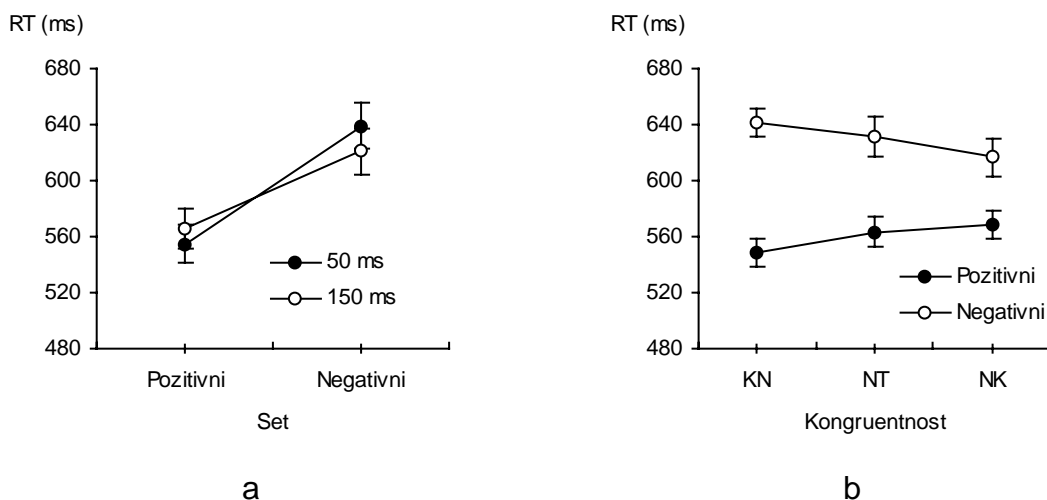 RT (ms)
680
640
600
560
520
480
50 ms
150 ms
Pozitivni
Negativni
Set
a
RT (ms)
680
640
600
560
520
480
Pozitivni
Negativni
KN
NT
NK
Kongruentnost
b